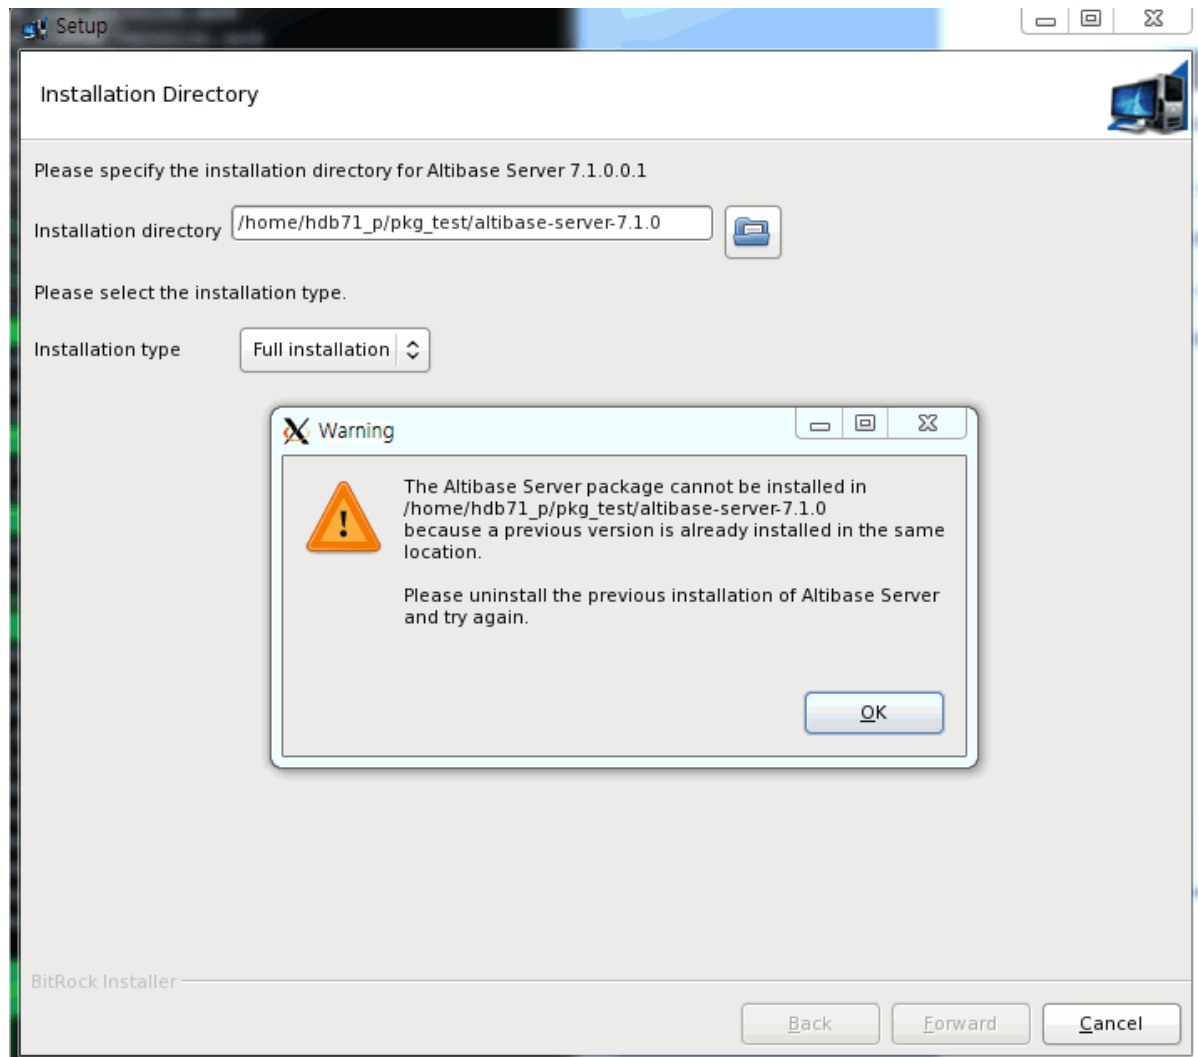 Setup
Installation Directory
Please specify the installation directory for Altibase Server 7.1.0.0.1
Installation directory /home/hdb71_p/pkg_test/altibase-server-7.1.0
Please select the installation type.
Installation type Full installation
Warning
The Altibase Server package cannot be installed in
/home/hdb71_p/pkg_test/altibase-server-7.1.0
because a previous version is already installed in the same
location.
Please uninstall the previous installation of Altibase Server
and try again.
OK
BitRock Installer
Back Forward Cancel